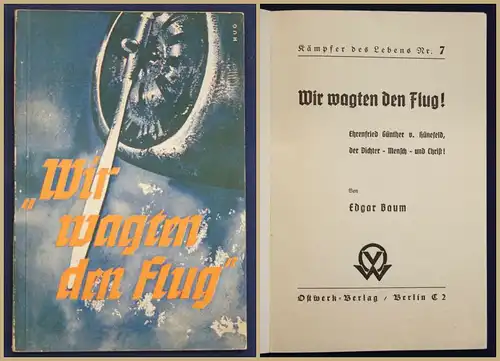 HUG
„Wir
wagten
den Flug“
Kämpfer des Lebens Nr. 7
Wir wagten den Flug!
Ehrenfried Günther v. Hünefeld,
der Dichter - Mensch - und Christ!
Von
Edgar Baum
Ostwerk-Verlag / Berlin C 2